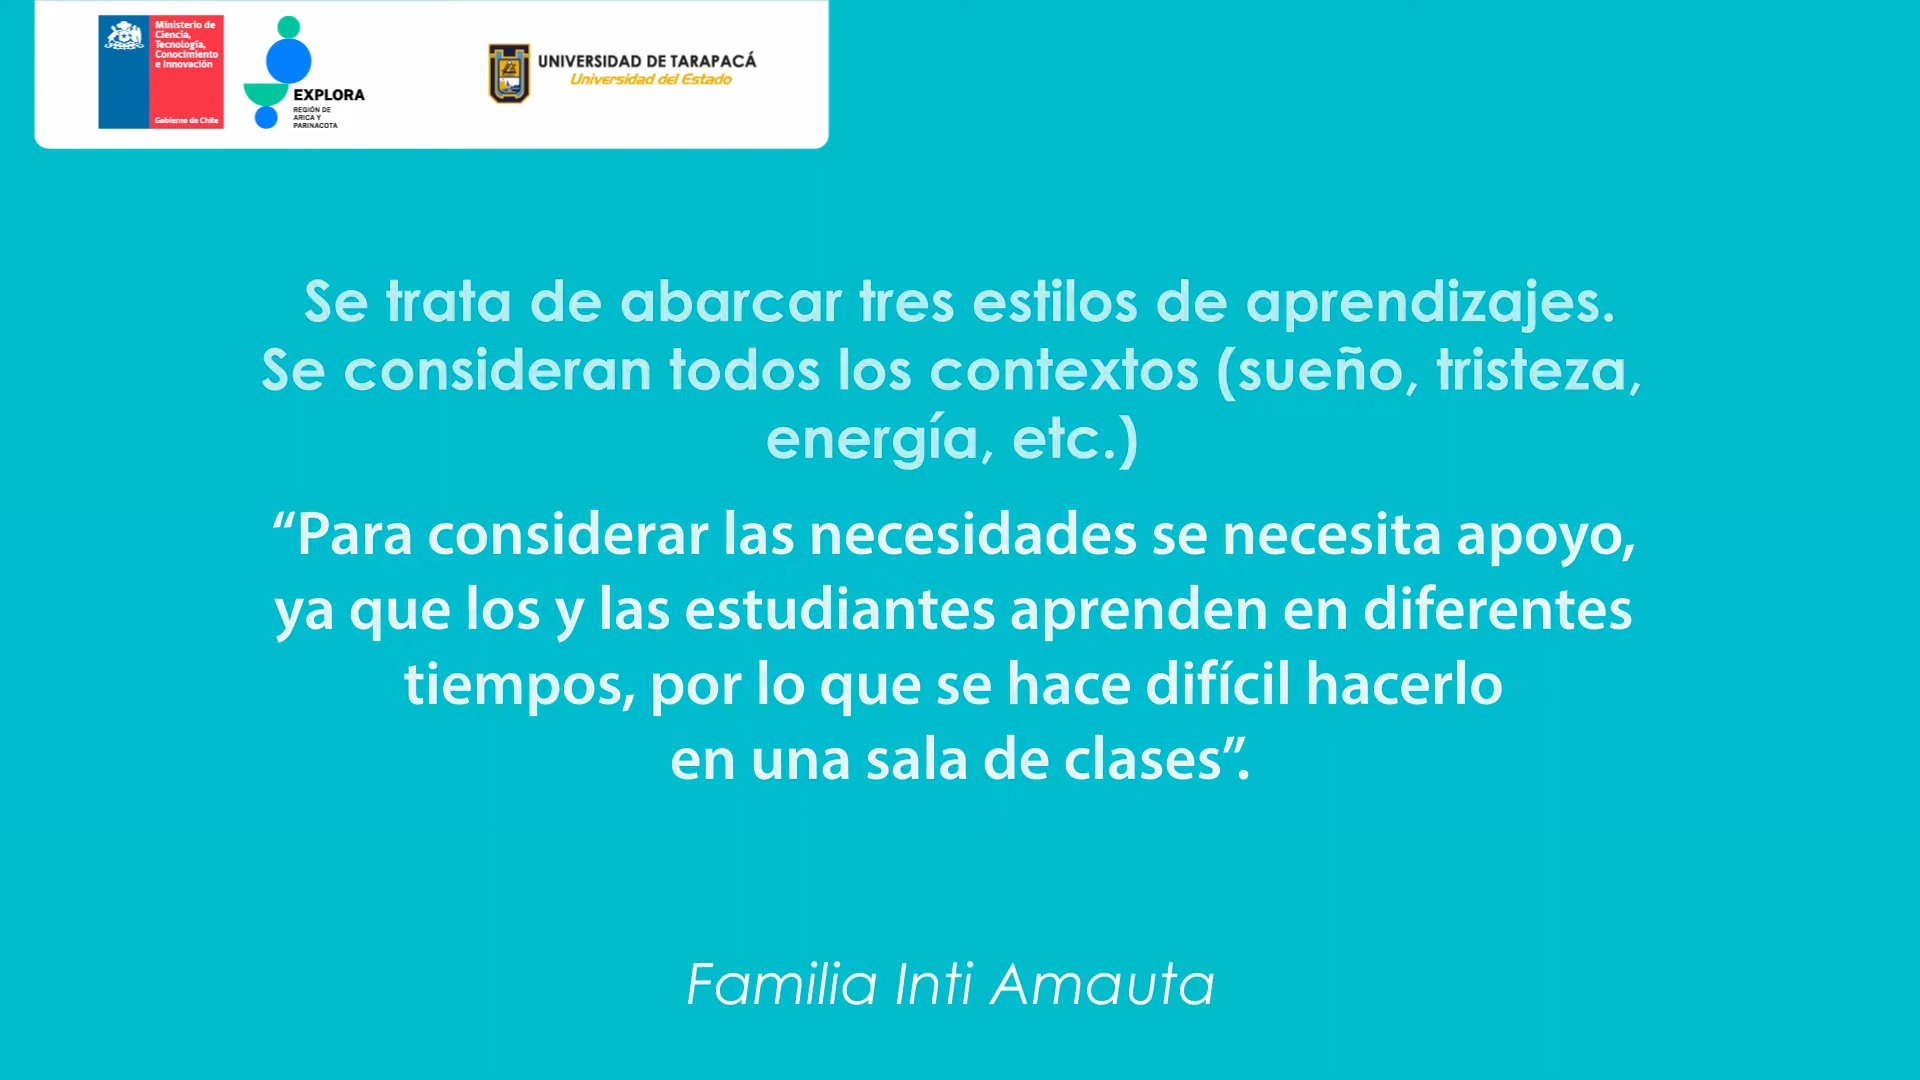 Ministerio de
Ciencia,
Tecnología,
Conocimiento
e Innovación
Gobierno de Chile
EXPLORA
REGIÓN DE
ARICA Y
PARINACOTA
UNIVERSIDAD DE TARAPACÁ
Universidad del Estado
Se trata de abarcar tres estilos de aprendizajes.
Se consideran todos los contextos (sueño, tristeza,
energía, etc.)
“Para considerar las necesidades se necesita apoyo,
ya que los y las estudiantes aprenden en diferentes
tiempos, por lo que se hace difícil hacerlo
en una sala de clases”.
Familia Inti Amauta